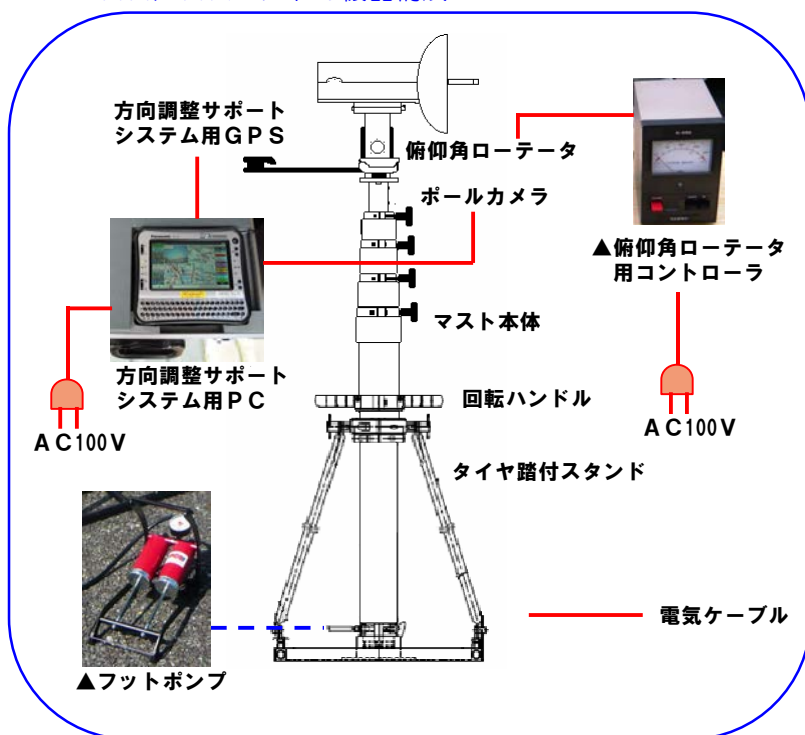 方向調整サポート
システム用GPS
俯仰角ローテータ
ポールカメラ
▲俯仰角ローテータ
用コントローラ
マスト本体
方向調整サポート
システム用PC
回転ハンドル
AC100V
AC100V
タイヤ踏付スタンド
電気ケーブル
▲フットポンプ